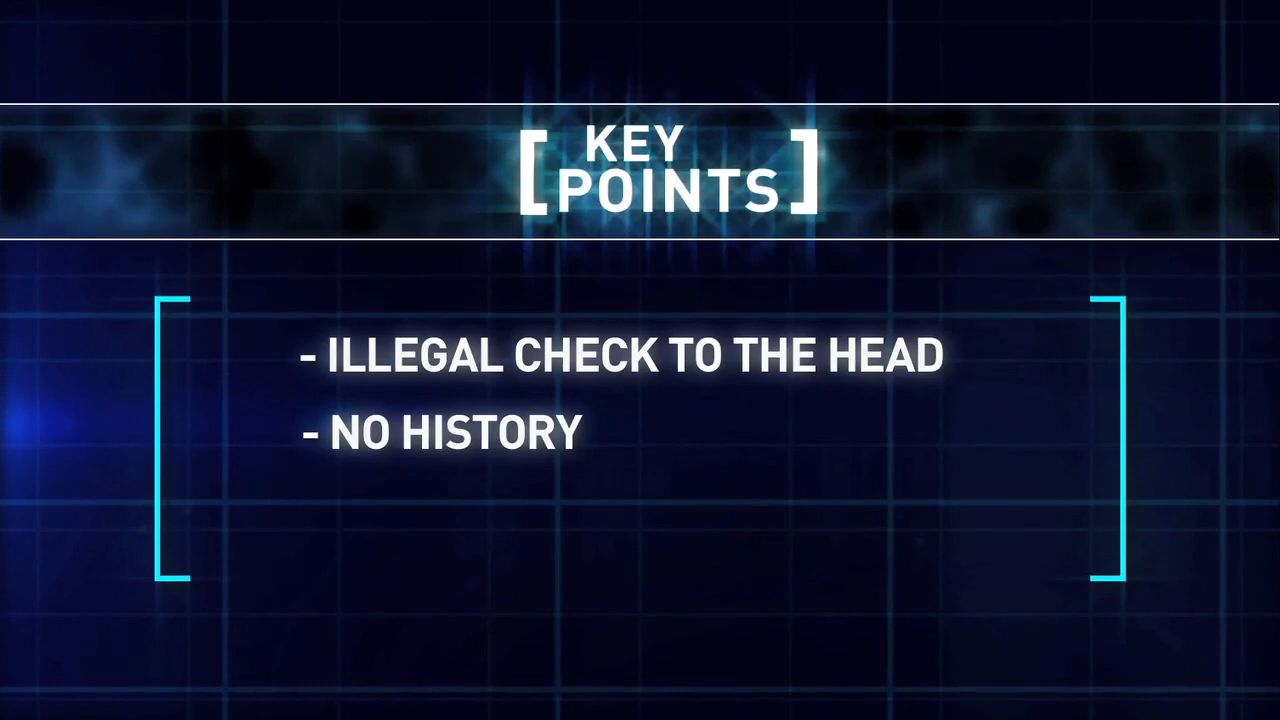 [KEY
POINTS]
- ILLEGAL CHECK TO THE HEAD
- NO HISTORY